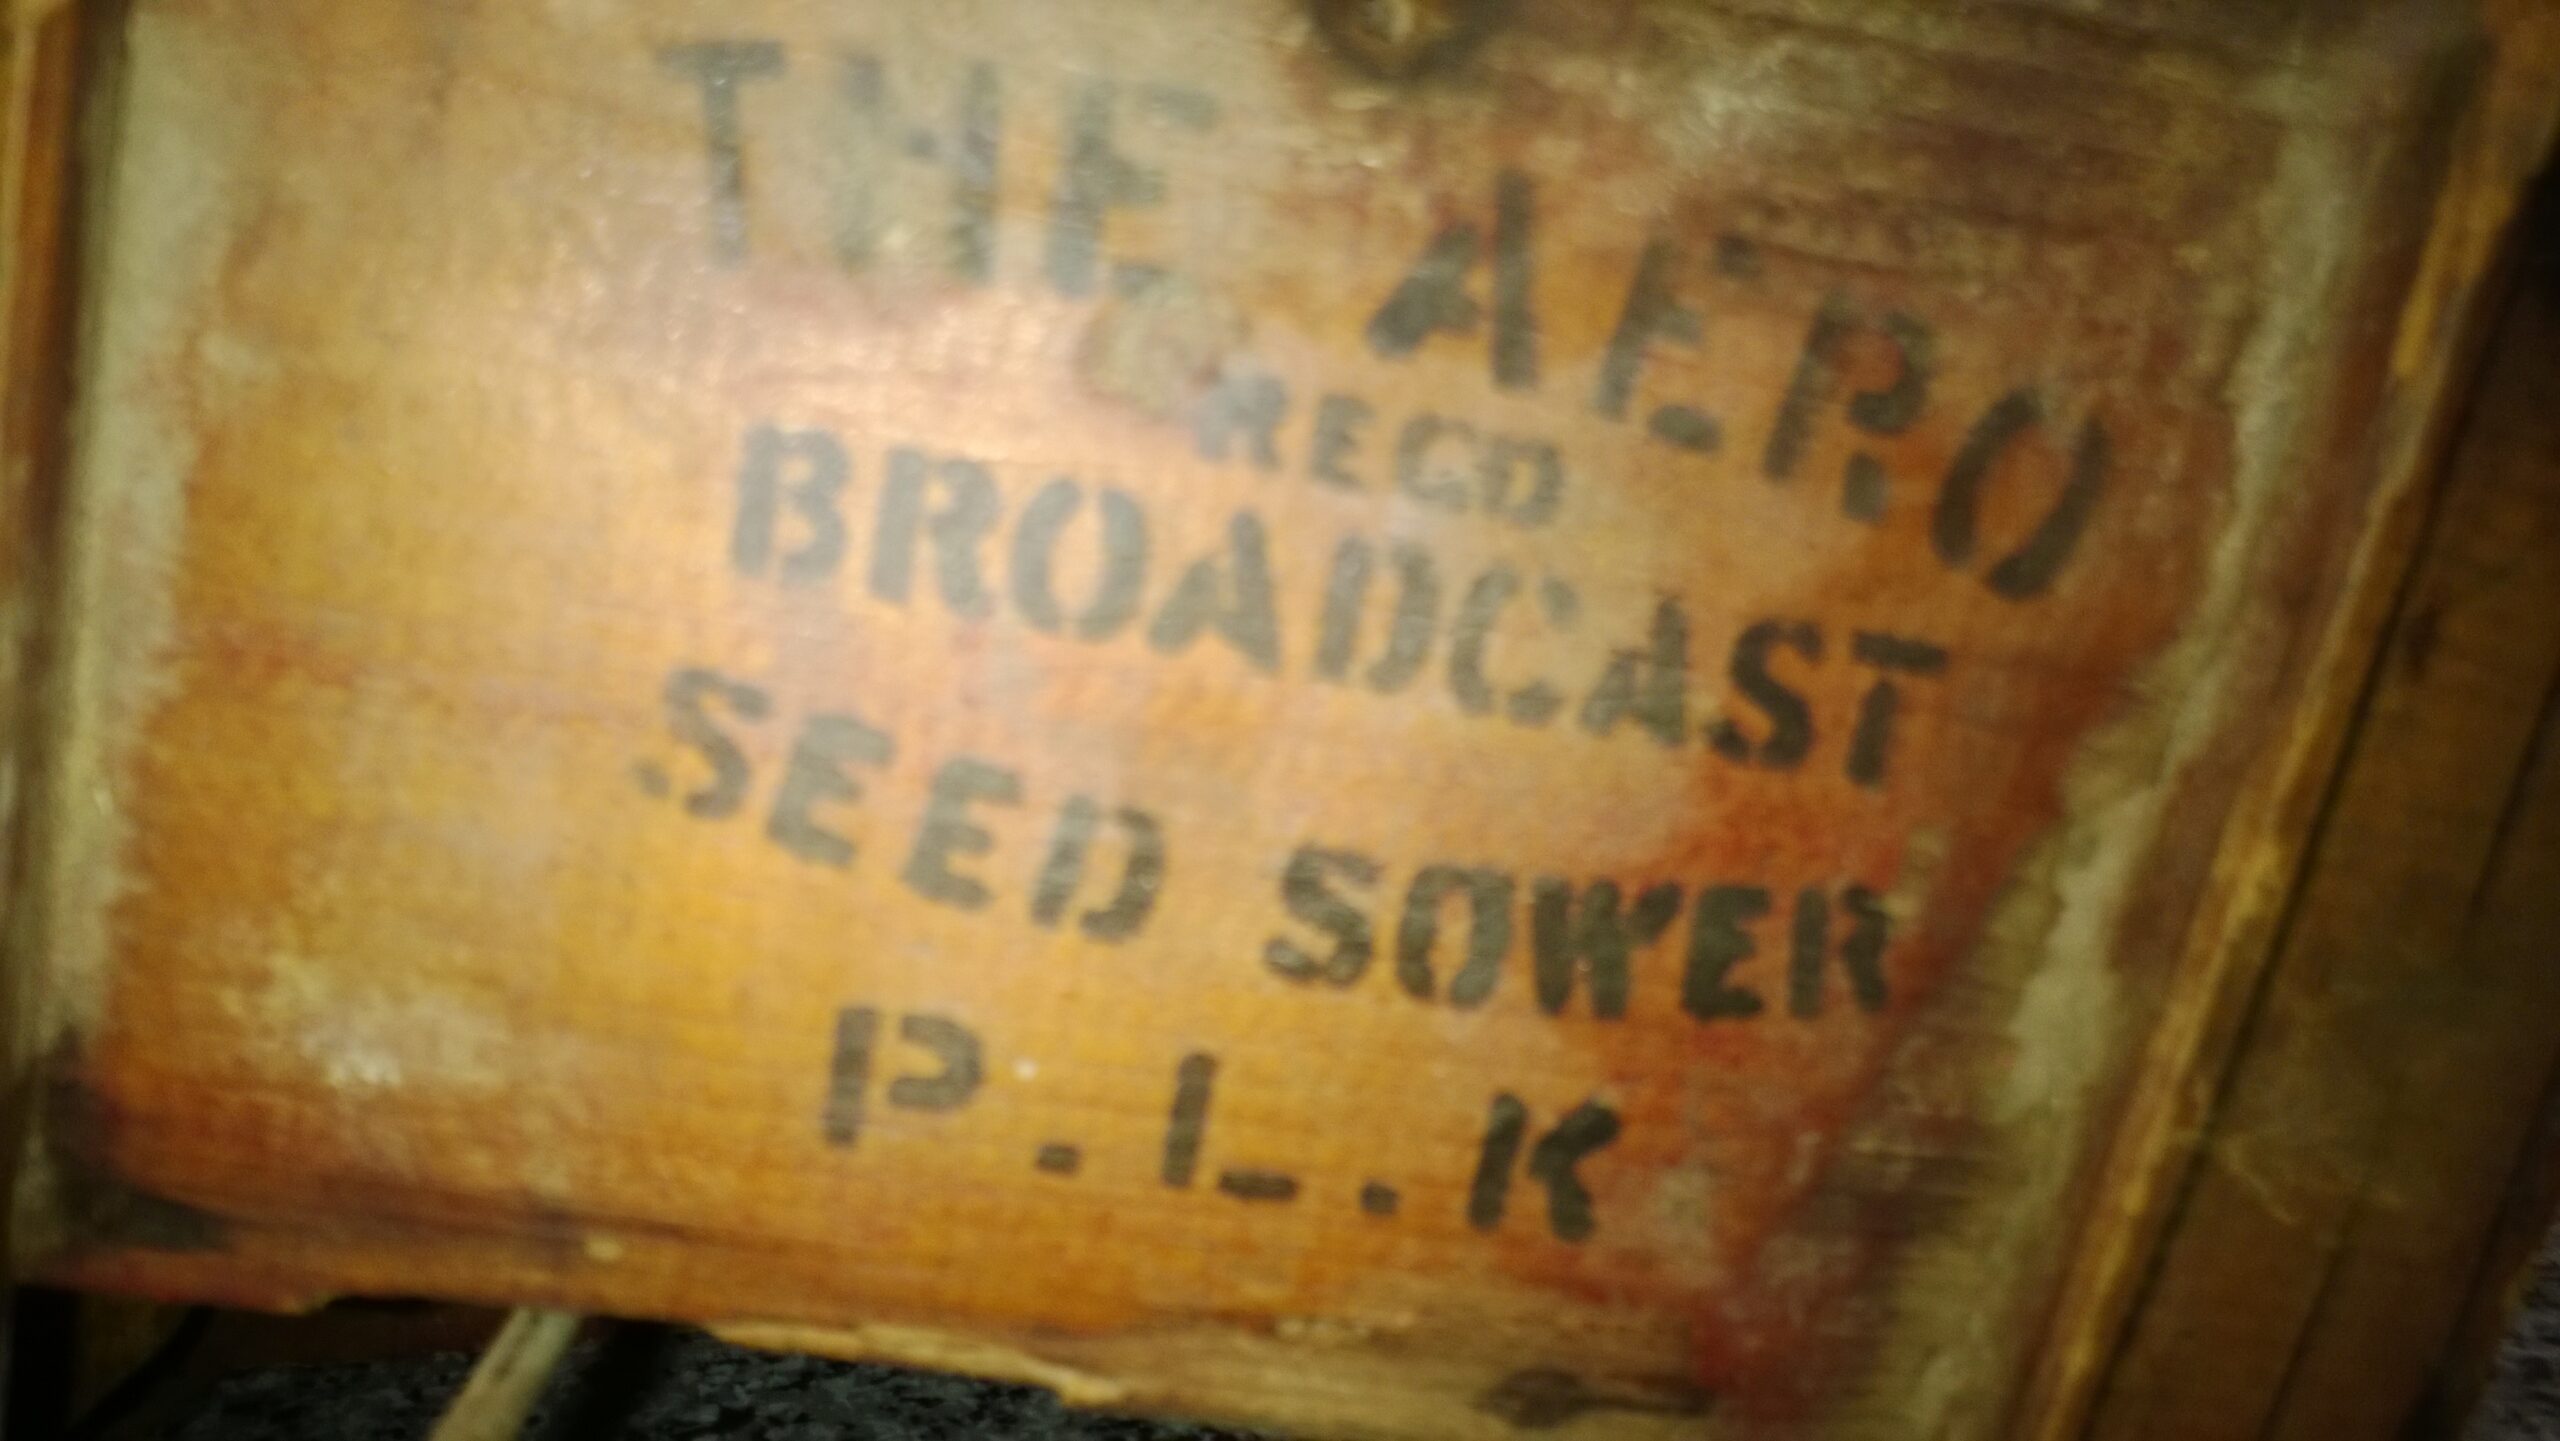 THE AERO
REGD
BROADCAST
SEED SOWER
P.L.K